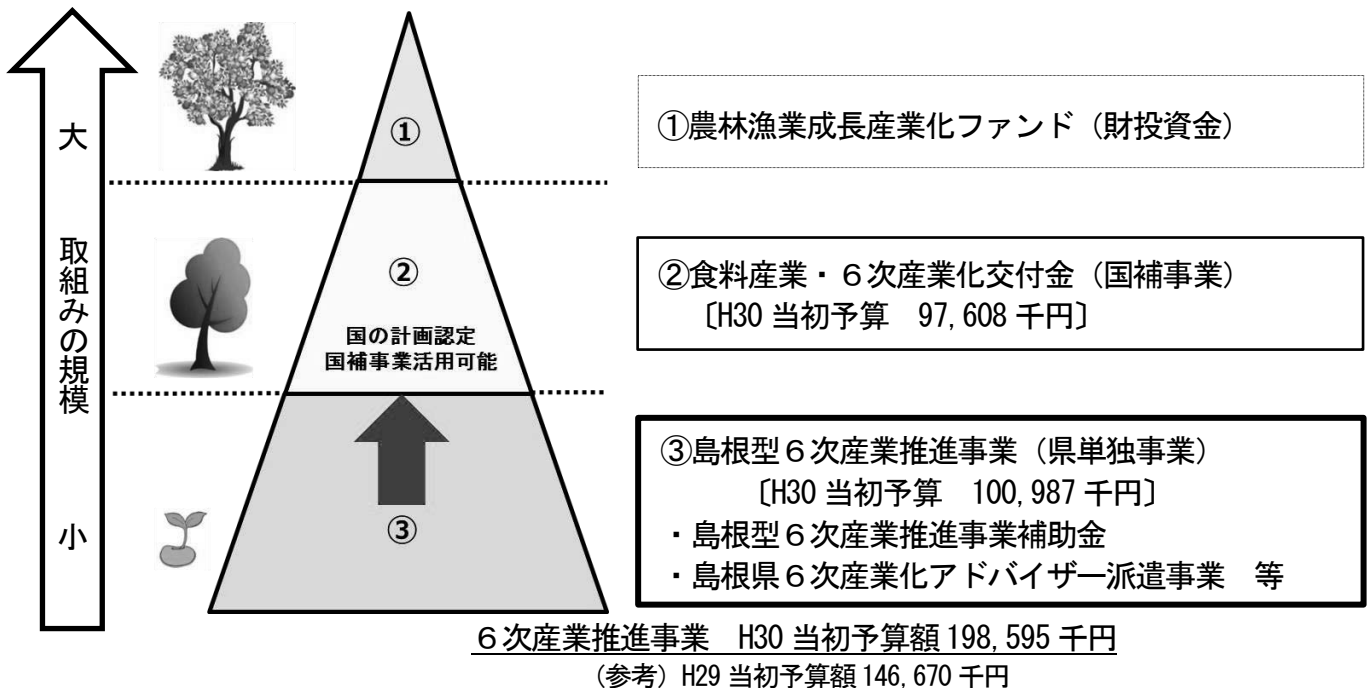 大
取組みの規模
小
①
②
国の計画認定
国補事業活用可能
③
①農林漁業成長産業化ファンド（財投資金）
②食料産業・６次産業化交付金（国補事業）
〔H30 当初予算　97,608 千円〕
③島根型６次産業推進事業（県単独事業）
〔H30 当初予算　100,987 千円〕
・島根型６次産業推進事業補助金
・島根県６次産業化アドバイザー派遣事業　等
６次産業推進事業　H30 当初予算額 198,595 千円
（参考）H29 当初予算額 146,670 千円